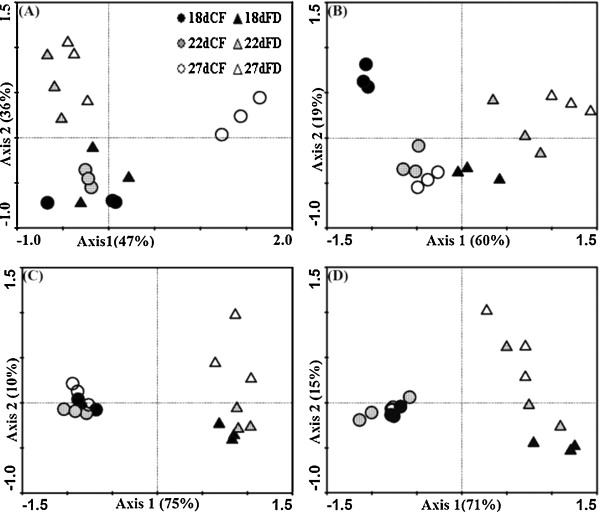 1.5
(A)
18dCF 18dFD
22dCF 22dFD
27dCF 27dFD
Axis 2 (36%)
-1.0
-1.0 Axis1(47%) 2.0
1.5
(B)
Axis 2 (19%)
-1.0
-1.5 Axis 1 (60%) 1.5
1.5
(C)
Axis 2 (10%)
-1.0
-1.5 Axis 1 (75%) 1.5
1.5
(D)
Axis 2 (15%)
-1.0
-1.5 Axis 1(71%) 1.5